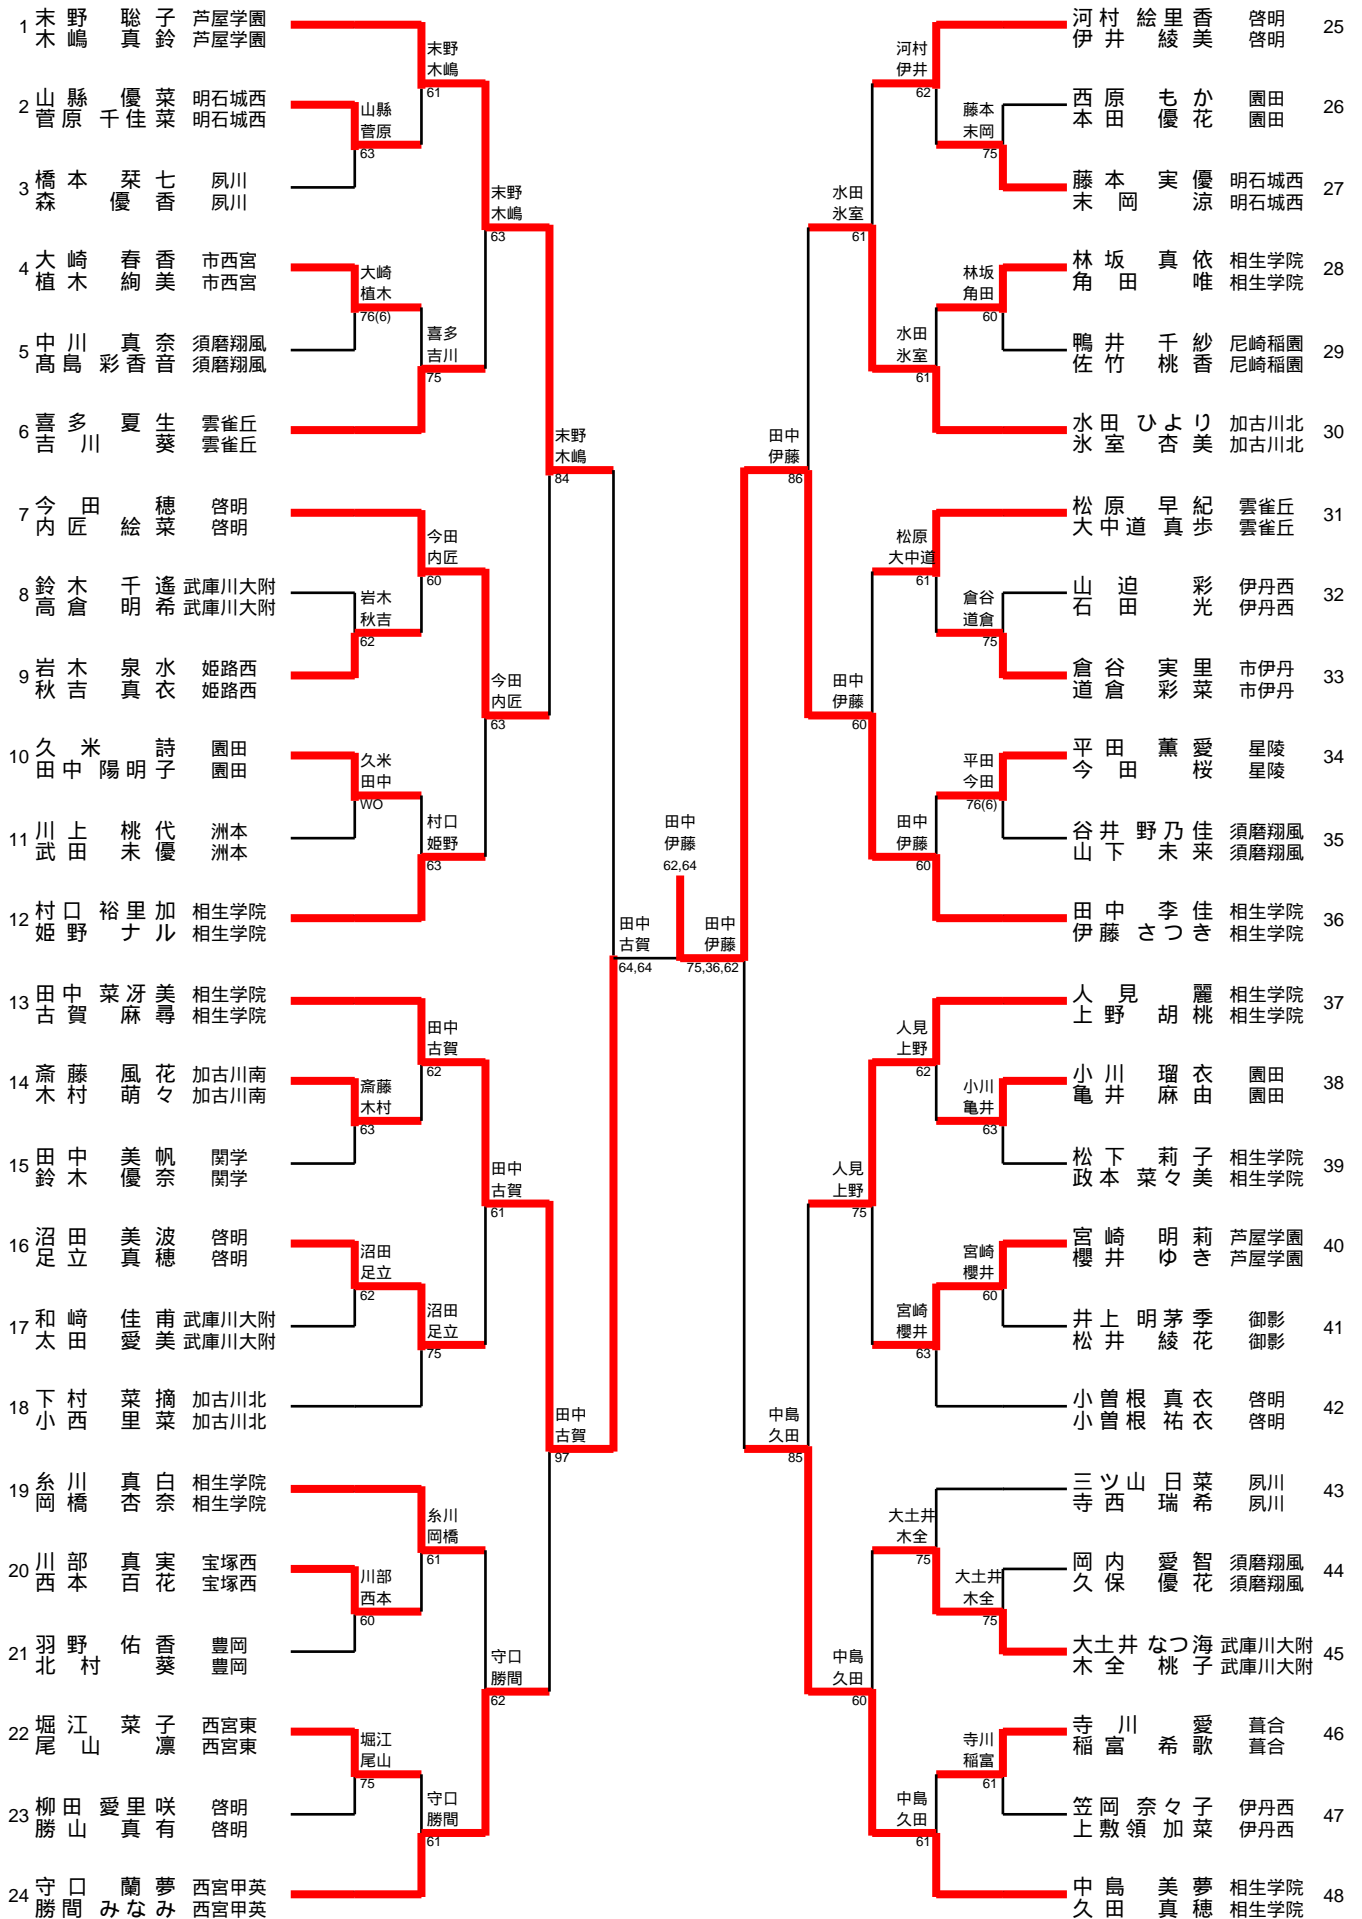 1 末野 聡子 芦屋学園
木嶋 真鈴 芦屋学園
2 山縣 優菜 明石城西
菅原 千佳菜 明石城西
3 橋本 栞七 夙川
森 優香 夙川
4 大崎 春香 市西宮
植木 絢美 市西宮
5 中川 真奈 須磨翔風
髙島 彩香音 須磨翔風
6 喜多 夏生 雲雀丘
吉川 葵 雲雀丘
7 今田 穂 啓明
内匠 絵菜 啓明
8 鈴木 千遙 武庫川大附
高倉 明希 武庫川大附
9 岩木 泉水 姫路西
秋吉 真衣 姫路西
10 久米 詩 園田
田中 陽明子 園田
11 川上 桃代 洲本
武田 未優 洲本
12 村口 裕里加 相生学院
姫野 ナル 相生学院
13 田中 菜冴美 相生学院
古賀 麻尋 相生学院
14 斎藤 風花 加古川南
木村 萌々 加古川南
15 田中 美帆 関学
鈴木 優奈 関学
16 沼田 美波 啓明
足立 真穂 啓明
17 和﨑 佳甫 武庫川大附
太田 愛美 武庫川大附
18 下村 菜摘 加古川北
小西 里菜 加古川北
19 糸川 真白 相生学院
岡橋 杏奈 相生学院
20 川部 真実 宝塚西
西本 百花 宝塚西
21 羽野 佑香 豊岡
北村 葵 豊岡
22 堀江 菜子 西宮東
尾山 凛 西宮東
23 柳田 愛里咲 啓明
勝山 真有 啓明
24 守口 蘭夢 西宮甲英
勝間 みなみ 西宮甲英
山縣
菅原
63
大崎
植木
76(6)
岩木
秋吉
62
久米
田中
WO
斎藤
木村
63
沼田
足立
62
川部
西本
60
堀江
尾山
75
末野
木嶋
61
喜多
吉川
75
今田
内匠
60
村口
姫野
63
田中
古賀
62
沼田
足立
75
糸川
岡橋
61
守口
勝間
61
末野
木嶋
63
今田
内匠
63
田中
古賀
61
守口
勝間
62
末野
木嶋
84
田中
古賀
97
田中
古賀
64,64
田中
伊藤
62,64
田中
伊藤
75,36,62
田中
伊藤
86
中島
久田
85
水田
氷室
61
田中
伊藤
60
人見
上野
75
中島
久田
60
河村
伊井
62
水田
氷室
61
松原
大中道
61
田中
伊藤
60
人見
上野
62
宮崎
櫻井
63
大土井
木全
75
中島
久田
61
藤本
末岡
75
林坂
角田
60
倉谷
道倉
75
平田
今田
76(6)
小川
亀井
63
宮崎
櫻井
60
大土井
木全
75
寺川
稲富
61
河村 絵里香 啓明 25
伊井 綾美 啓明
西原 もか 園田 26
本田 優花 園田
藤本 実優 明石城西 27
末岡 涼 明石城西
林坂 真依 相生学院 28
角田 唯 相生学院
鴨井 千紗 尼崎稲園 29
佐竹 桃香 尼崎稲園
水田 ひより 加古川北 30
氷室 杏美 加古川北
松原 早紀 雲雀丘 31
大中道 真歩 雲雀丘
山迫 彩 伊丹西 32
石田 光 伊丹西
倉谷 実里 市伊丹 33
道倉 彩菜 市伊丹
平田 薫愛 星陵 34
今田 桜 星陵
谷井 野乃佳 須磨翔風 35
山下 未来 須磨翔風
田中 李佳 相生学院 36
伊藤 さつき 相生学院
人見 麗 相生学院 37
上野 胡桃 相生学院
小川 瑠衣 園田 38
亀井 麻由 園田
松下 莉子 相生学院 39
政本 菜々美 相生学院
宮崎 明莉 芦屋学園 40
櫻井 ゆき 芦屋学園
井上 明茅季 御影 41
松井 綾花 御影
小曽根 真衣 啓明 42
小曽根 祐衣 啓明
三ツ山 日菜 夙川 43
寺西 瑞希 夙川
岡内 愛智 須磨翔風 44
久保 優花 須磨翔風
大土井 なつ海 武庫川大附 45
木全 桃子 武庫川大附
寺川 愛 葺合 46
稲富 希歌 葺合
笠岡 奈々子 伊丹西 47
上敷領 加菜 伊丹西
中島 美夢 相生学院 48
久田 真穂 相生学院